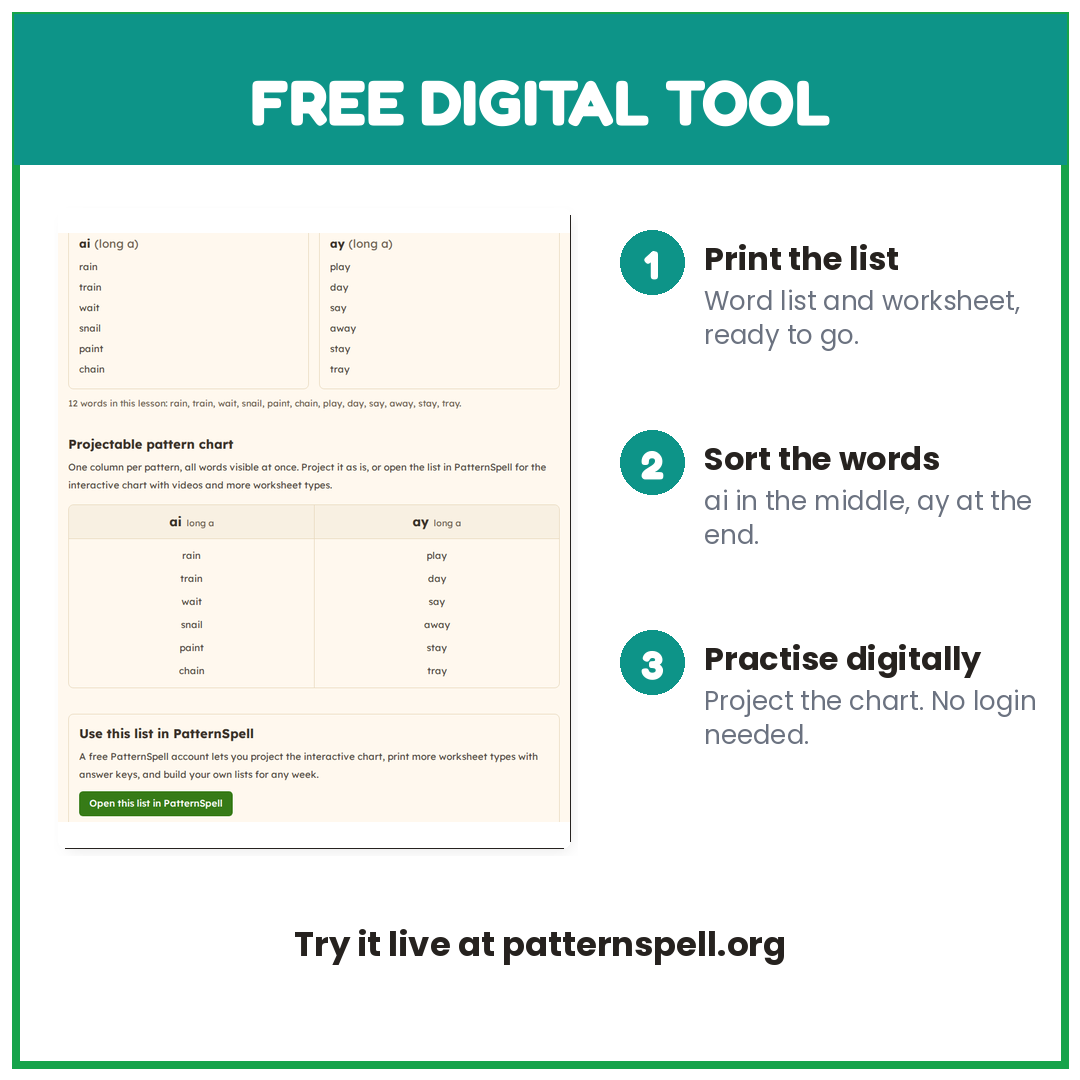 FREE DIGITAL TOOL
ai (long a)
rain
train
wait
snail
paint
chain
ay (long a)
play
day
say
away
stay
tray
12 words in this lesson: rain, train, wait, snail, paint, chain, play, day, say, away, stay, tray.
Projectable pattern chart
One column per pattern, all words visible at once. Project it as is, or open the list in PatternSpell for the
interactive chart with videos and more worksheet types.
ai long a
ay long a
rain
play
train
day
wait
say
snail
away
paint
stay
chain
tray
Use this list in PatternSpell
A free PatternSpell account lets you project the interactive chart, print more worksheet types with
answer keys, and build your own lists for any week.
Open this list in PatternSpell
1
Print the list
Word list and worksheet,
ready to go.
2
Sort the words
ai in the middle, ay at the
end.
3
Practise digitally
Project the chart. No login
needed.
Try it live at patternspell.org